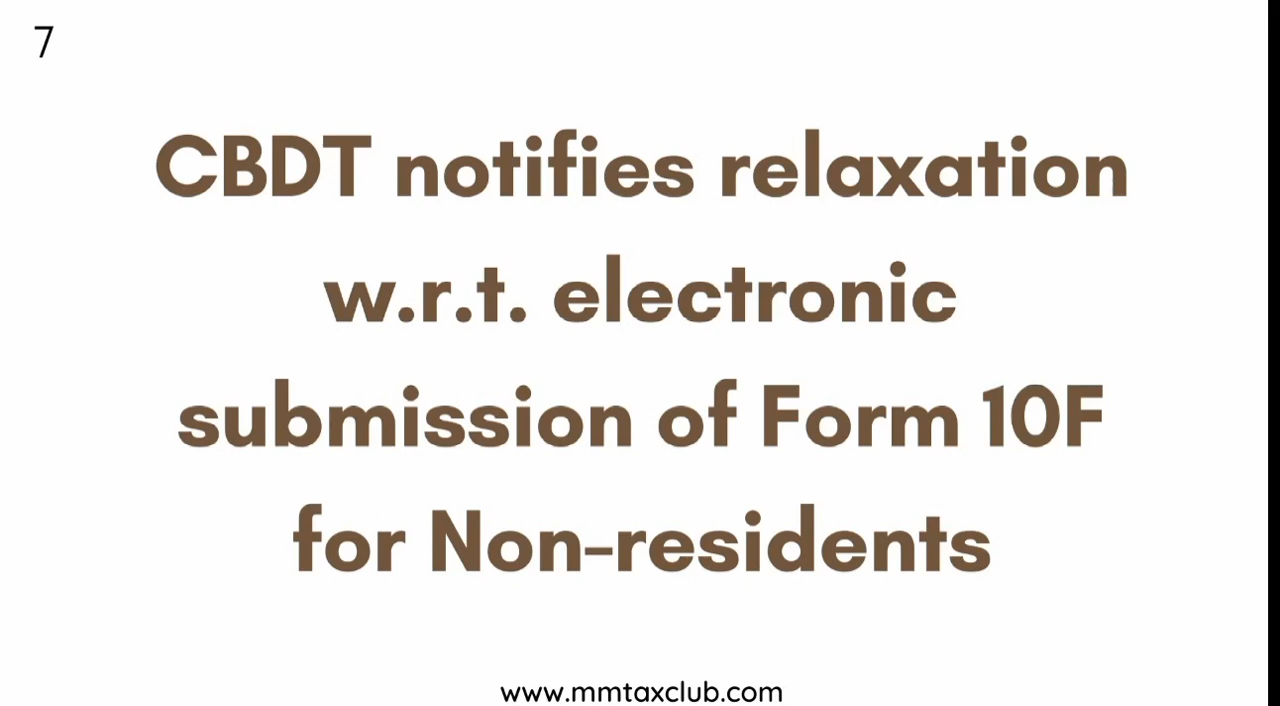 7
CBDT notifies relaxation
w.r.t. electronic
submission of Form 10F
for Non-residents
www.mmtaxclub.com